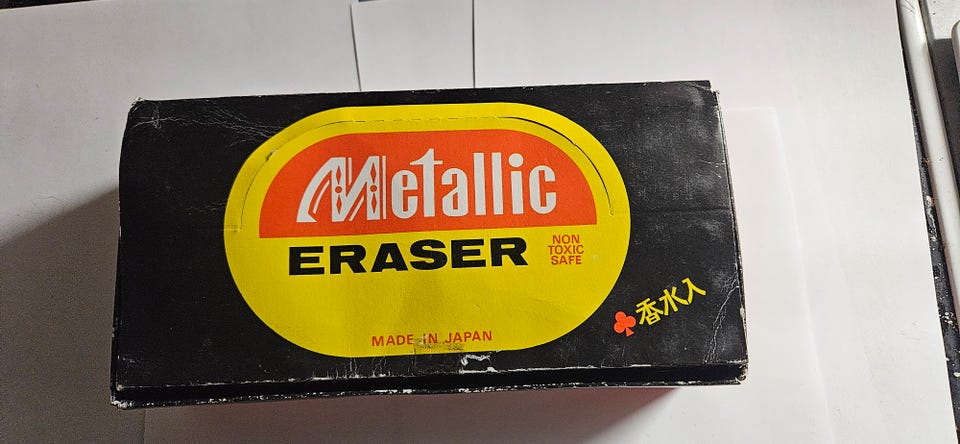 Metallic
ERASER
NON
TOXIC
SAFE
香水入
MADE IN JAPAN